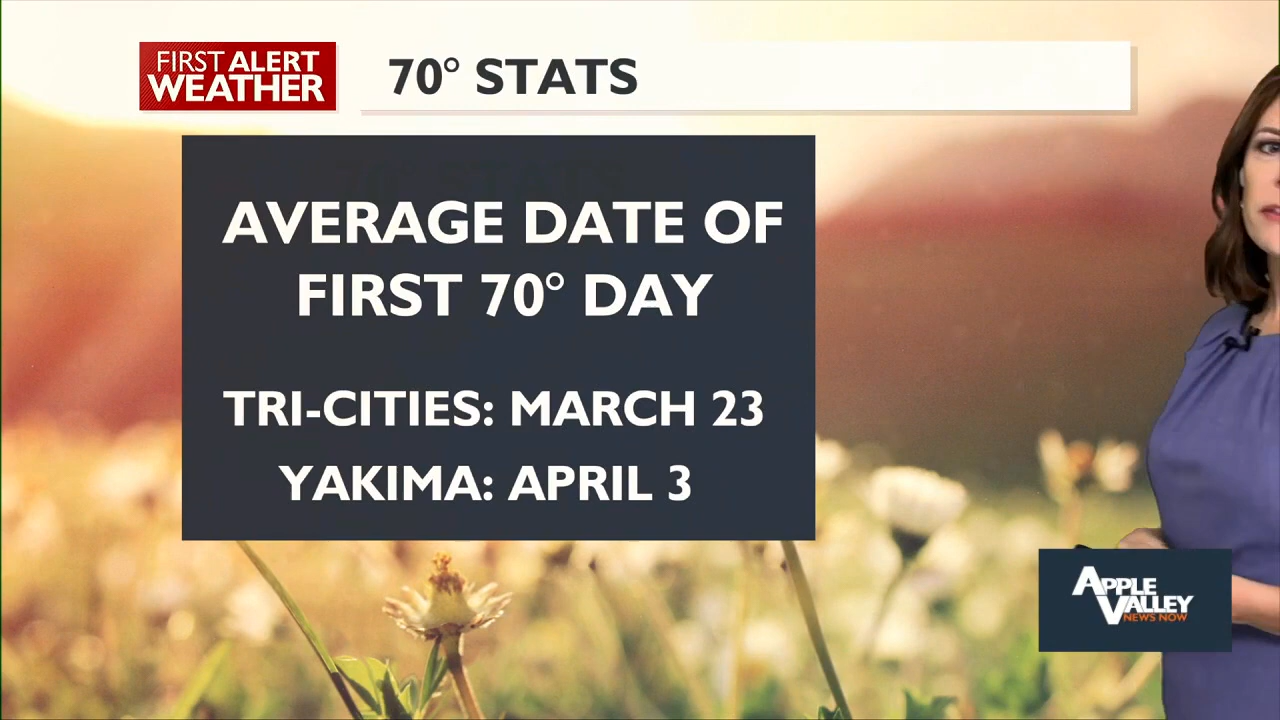 FIRST ALERT
WEATHER
70° STATS
AVERAGE DATE OF
FIRST 70° DAY
TRI-CITIES: MARCH 23
YAKIMA: APRIL 3
APPLE
VALLEY
NEWS NOW